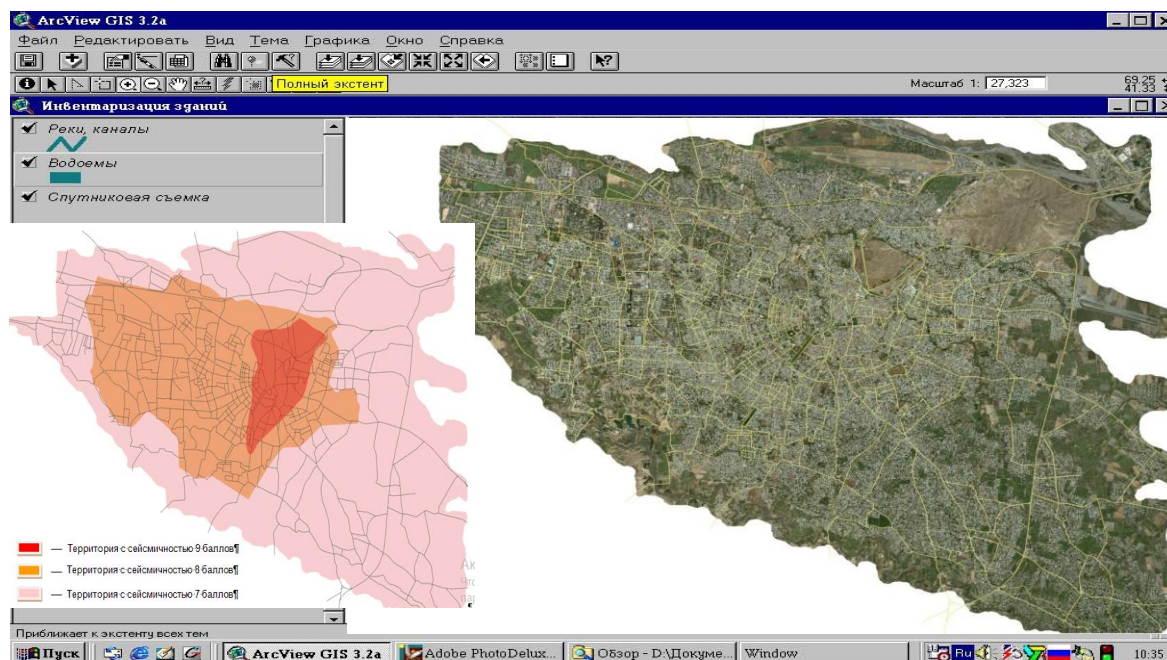 ArcView GIS 3.2a
Файл Редактировать Вид Тема Графика Окно Справка
Полный экстент
Масштаб 1: 27,323
69.25
41.33
Инвентаризация зданий
Реки, каналы
Водоемы
Спутниковая съемка
— Территория с·сейсмичностью·9·баллов¶
— Территория с·сейсмичностью·8·баллов¶
— Территория с·сейсмичностью·7·баллов¶
Ак
Что
пар
Приближает к экстенту всех тем
Пуск ArcView GIS 3.2a Adobe PhotoDelux... Обзор - D:\Докуме... Window Ru 10:35